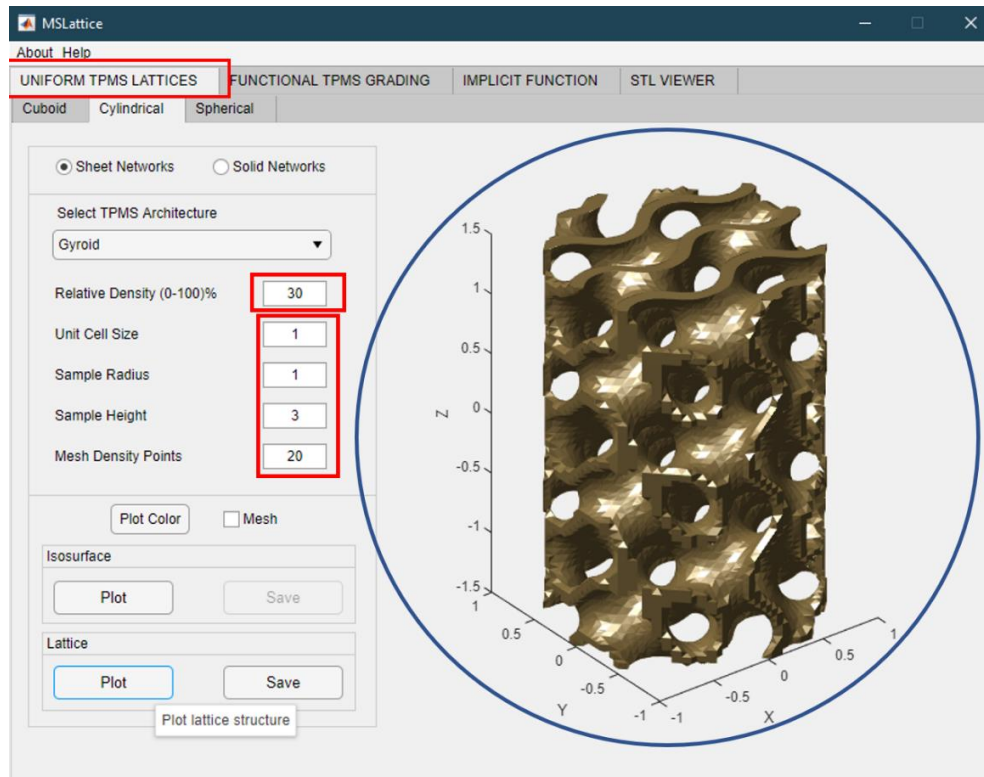 MSLattice
About Help
UNIFORM TPMS LATTICES FUNCTIONAL TPMS GRADING IMPLICIT FUNCTION STL VIEWER
Cuboid Cylindrical Spherical
Sheet Networks Solid Networks
Select TPMS Architecture
Gyroid
Relative Density (0-100)% 30
Unit Cell Size 1
Sample Radius 1
Sample Height 3
Mesh Density Points 20
Plot Color Mesh
Isosurface
Plot Save
Lattice
Plot Save
Plot lattice structure
1.5
1
0.5
0
-0.5
-1
-1.5
Z
1
0.5
0
-0.5
-1
Y
-1
-0.5
0
0.5
1
X